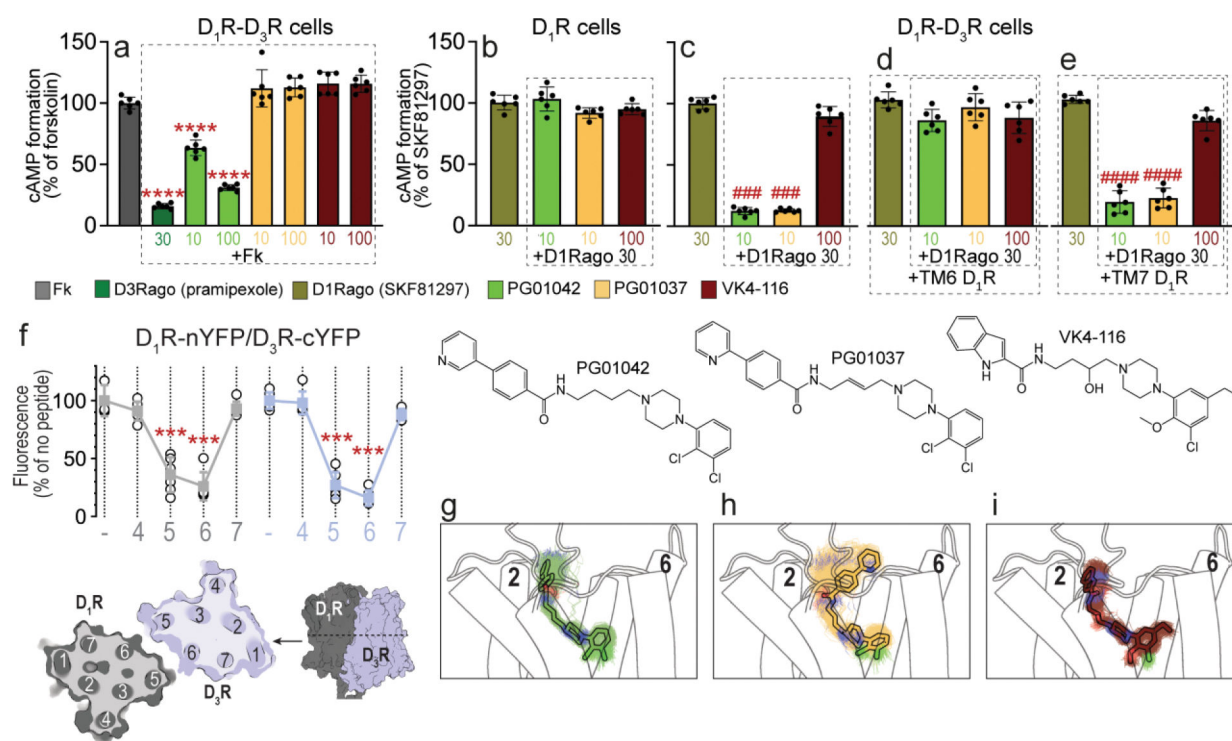 D1R-D3R cells
D1R cells
D1R-D3R cells
a
b
c
d
e
cAMP formation
(% of forskolin)
150
100
50
0
****
****
****
30 10 100 10 100 10 100
+Fk
cAMP formation
(% of SKF81297)
150
100
50
0
30 10 10 100
+D1Rago 30
### ###
30 10 10 100
+D1Rago 30
30 10 10 100
+D1Rago 30
+TM6 D1R
#### ####
30 10 10 100
+D1Rago 30
+TM7 D1R
Fk D3Rago (pramipexole) D1Rago (SKF81297) PG01042 PG01037 VK4-116
f
D1R-nYFP/D3R-cYFP
Fluorescence
(% of no peptide)
100
50
0
*** *** *** ***
- 4 5 6 7 - 4 5 6 7
PG01042
N
O
H
N
N
N
Cl
Cl
PG01037
N
O
H
N
N
N
Cl
Cl
VK4-116
N
H
O
H
N
OH
N
N
O
Cl
D1R
1 7 6 2 3 5 4
D3R
4 5 3 2 6 7 1
D1R
D3R
g
2 6
h
2 6
i
2 6